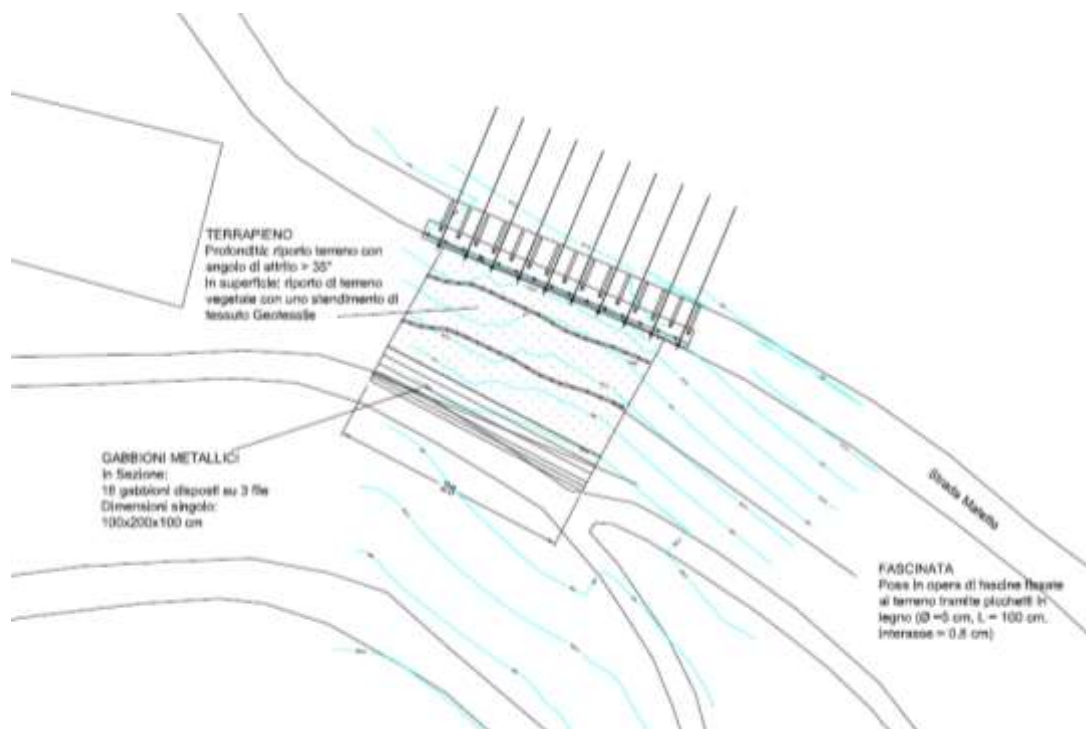 TERRAPIENO
Profondità: riporto terreno con
angolo di attrito > 35°
In superficie: riporto di terreno
vegetale con uno stendimento di
tessuto Geotessile
GABBIONI METALLICI
In Sezione:
18 gabbioni disposti su 3 file
Dimensioni singolo:
100x200x100 cm
28
Strada Maletto
FASCINATA
Posa in opera di fascine fissate
al terreno tramite picchetti in
legno (Ø =5 cm, L = 100 cm,
interasse = 0.8 cm)